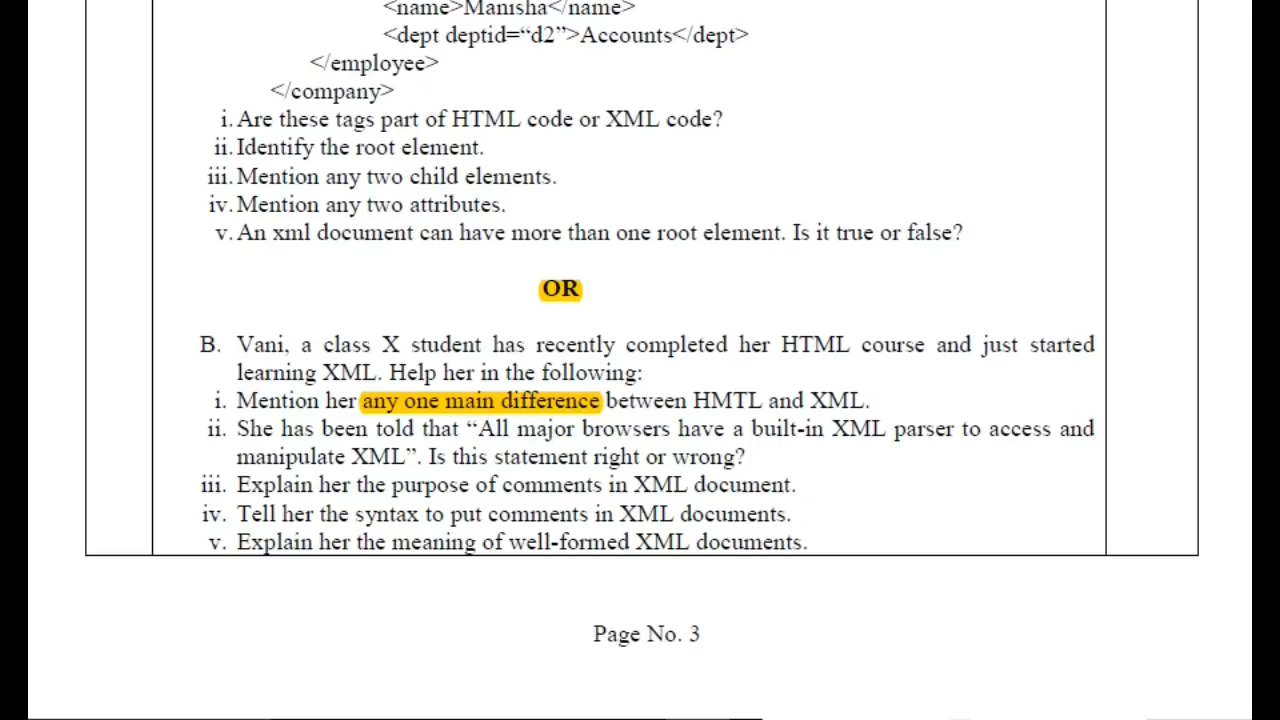 <name>Manisha</name>
<dept deptid=“d2”>Accounts</dept>
</employee>
</company>
i. Are these tags part of HTML code or XML code?
ii. Identify the root element.
iii. Mention any two child elements.
iv. Mention any two attributes.
v. An xml document can have more than one root element. Is it true or false?
OR
B. Vani, a class X student has recently completed her HTML course and just started
learning XML. Help her in the following:
i. Mention her any one main difference between HMTL and XML.
ii. She has been told that “All major browsers have a built-in XML parser to access and
manipulate XML”. Is this statement right or wrong?
iii. Explain her the purpose of comments in XML document.
iv. Tell her the syntax to put comments in XML documents.
v. Explain her the meaning of well-formed XML documents.
Page No. 3